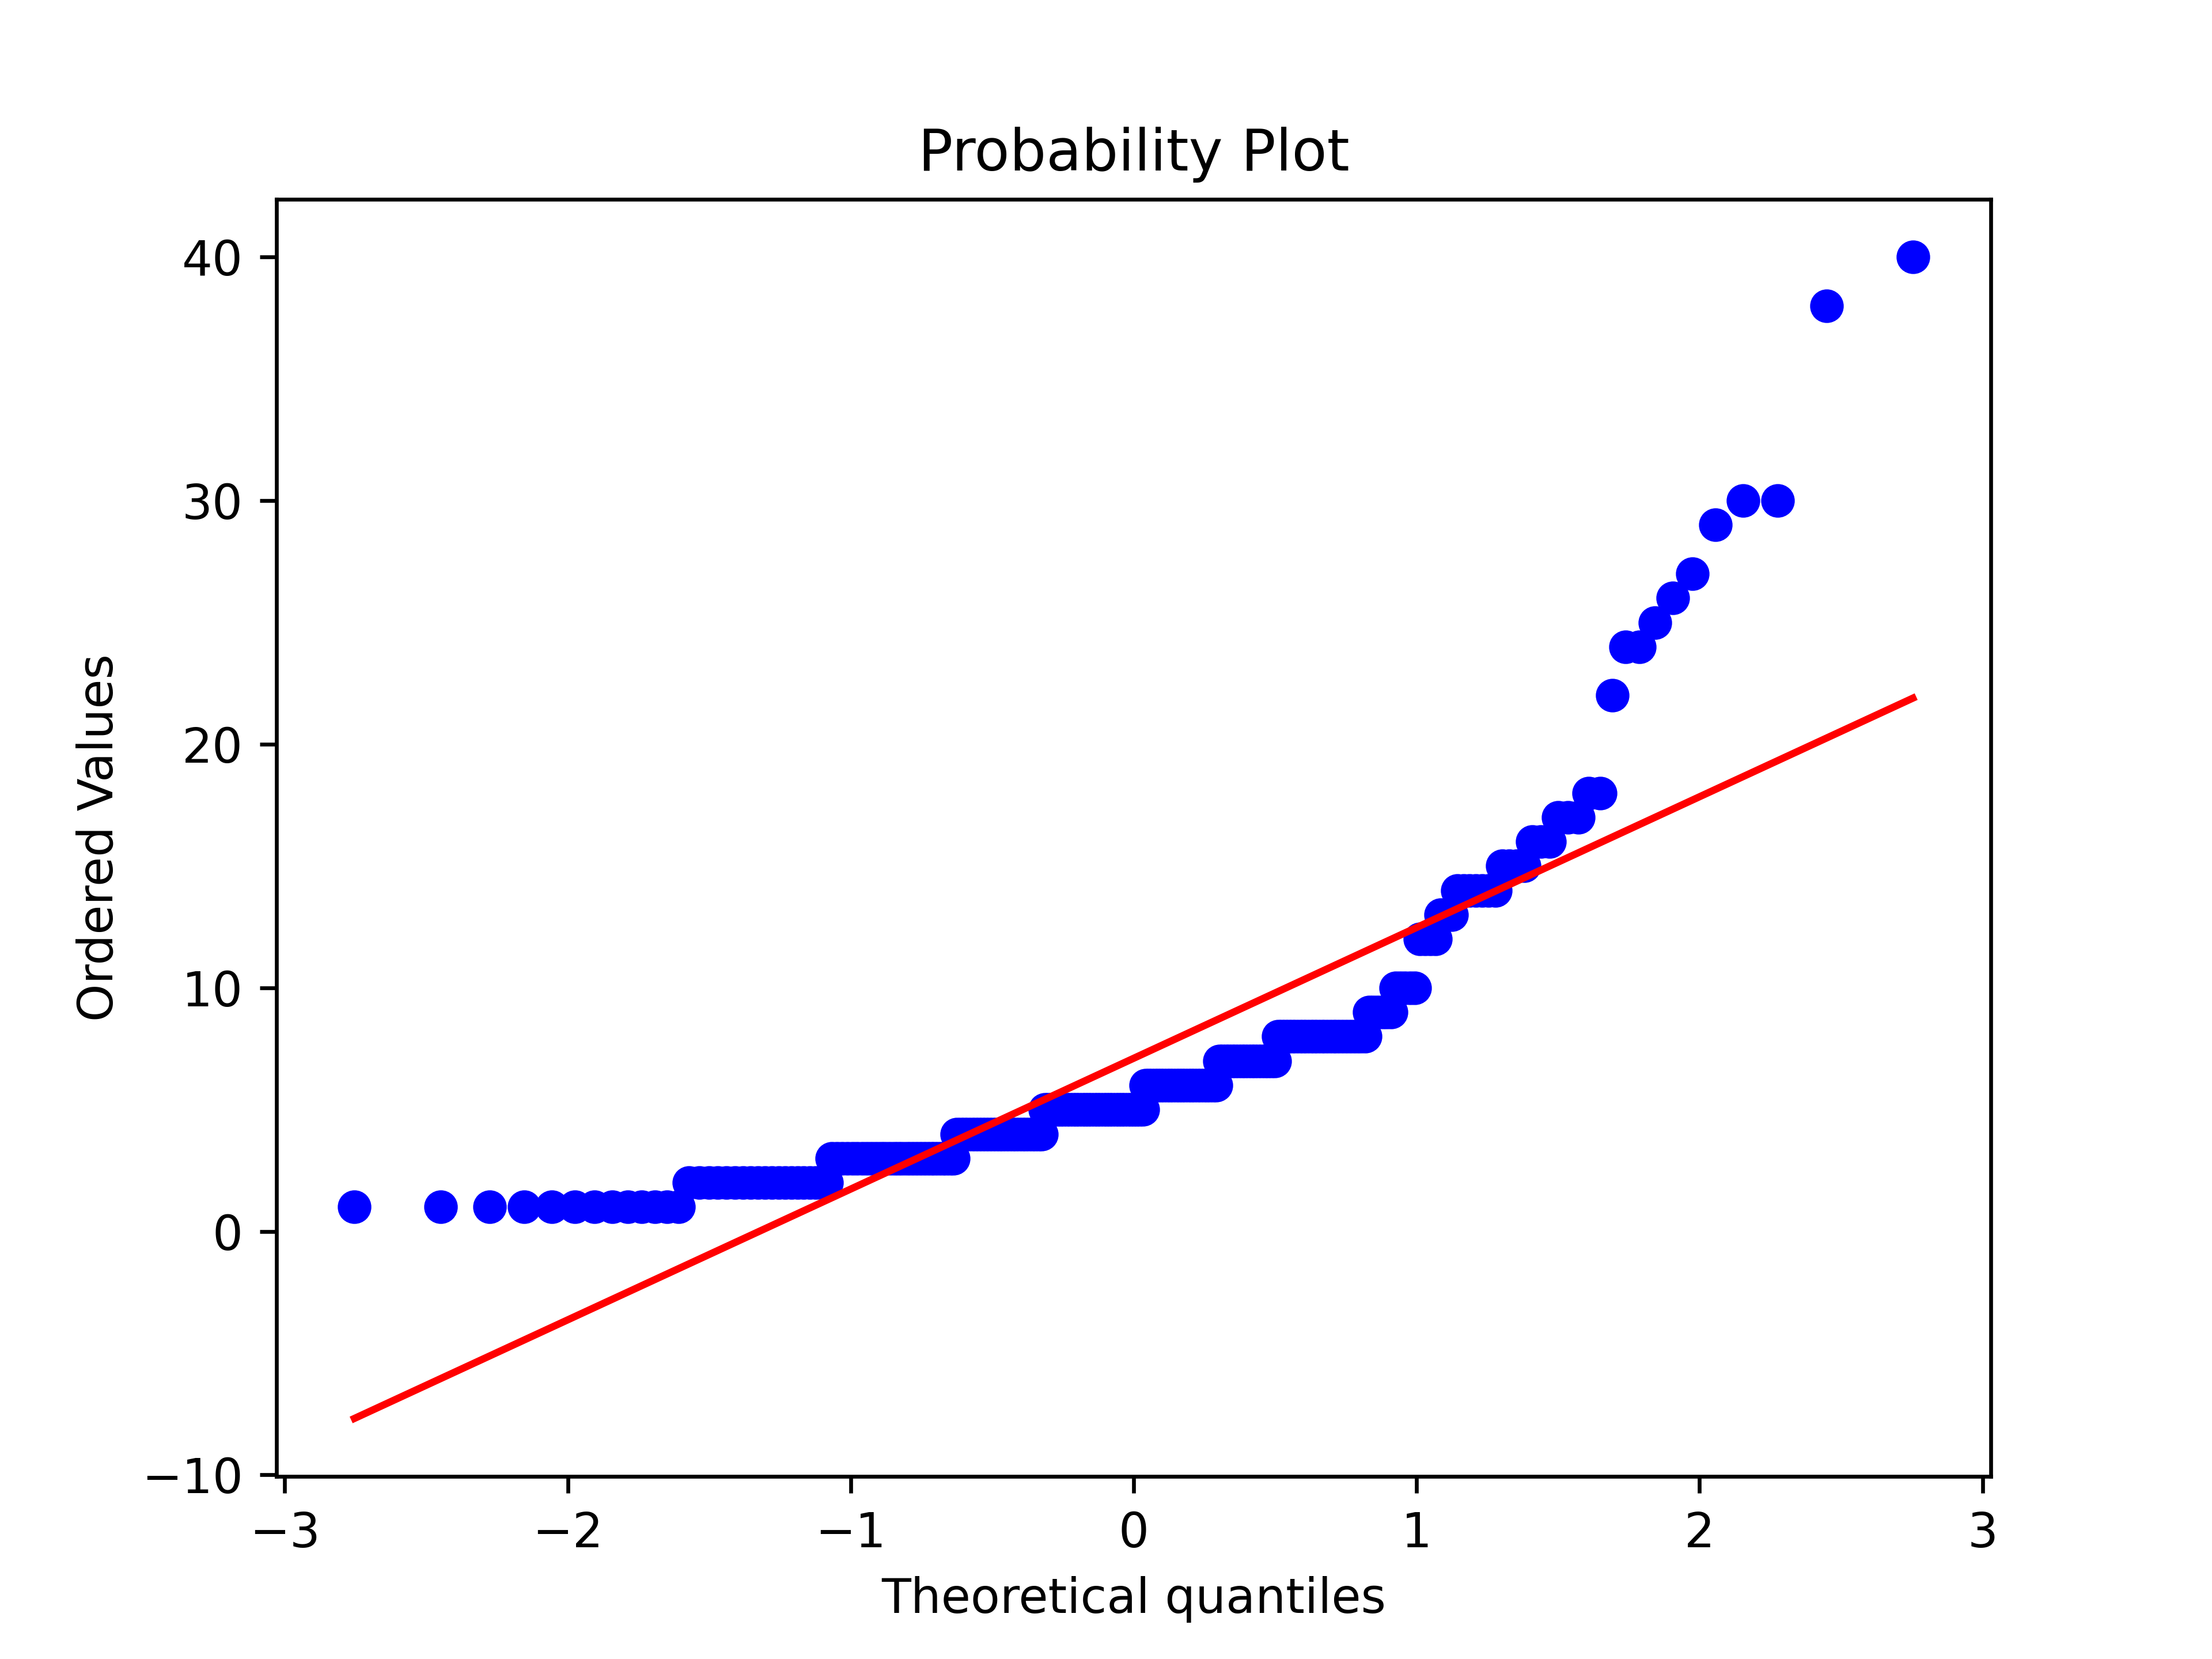 Probability Plot
40
30
20
10
0
−10
Ordered Values
−3 −2 −1 0 1 2 3
Theoretical quantiles